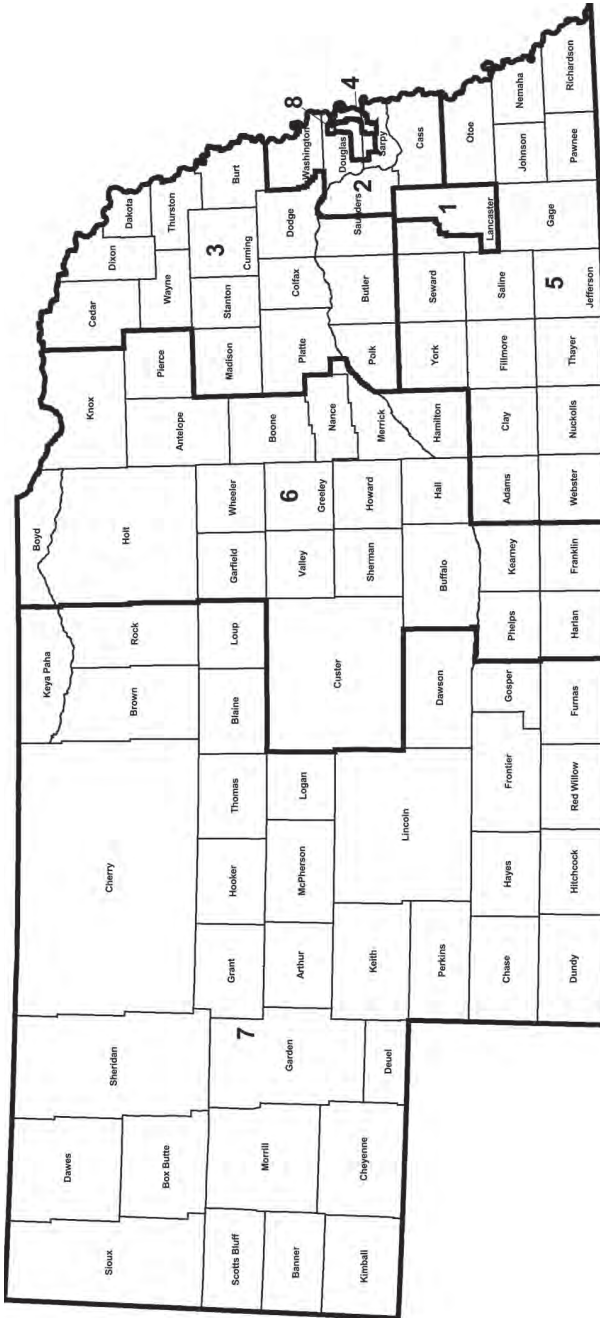 Sioux
Dawes
Box Butte
Sheridan
Scotts Bluff
Banner
Kimball
Morrill
Cheyenne
Garden
7
Deuel
Cherry
Grant
Hooker
Thomas
Arthur
McPherson
Logan
Keith
Lincoln
Perkins
Chase
Hayes
Frontier
Gosper
Dundy
Hitchcock
Red Willow
Furnas
Keya Paha
Brown
Rock
Blaine
Loup
Custer
Dawson
Phelps
Kearney
Harlan
Franklin
Boyd
Holt
Garfield
Wheeler
Valley
Greeley
6
Sherman
Howard
Buffalo
Hall
Knox
Antelope
Boone
Nance
Merrick
Hamilton
Adams
Clay
Webster
Nuckolls
Pierce
Madison
Cedar
Dixon
Dakota
Wayne
Thurston
Stanton
Cuming
3
Burt
Platte
Colfax
Dodge
Washington
Polk
Butler
Saunders
2
Douglas
8
4
Sarpy
Cass
York
Seward
Lancaster
1
Otoe
Fillmore
Saline
Thayer
Jefferson
5
Gage
Johnson
Nemaha
Pawnee
Richardson